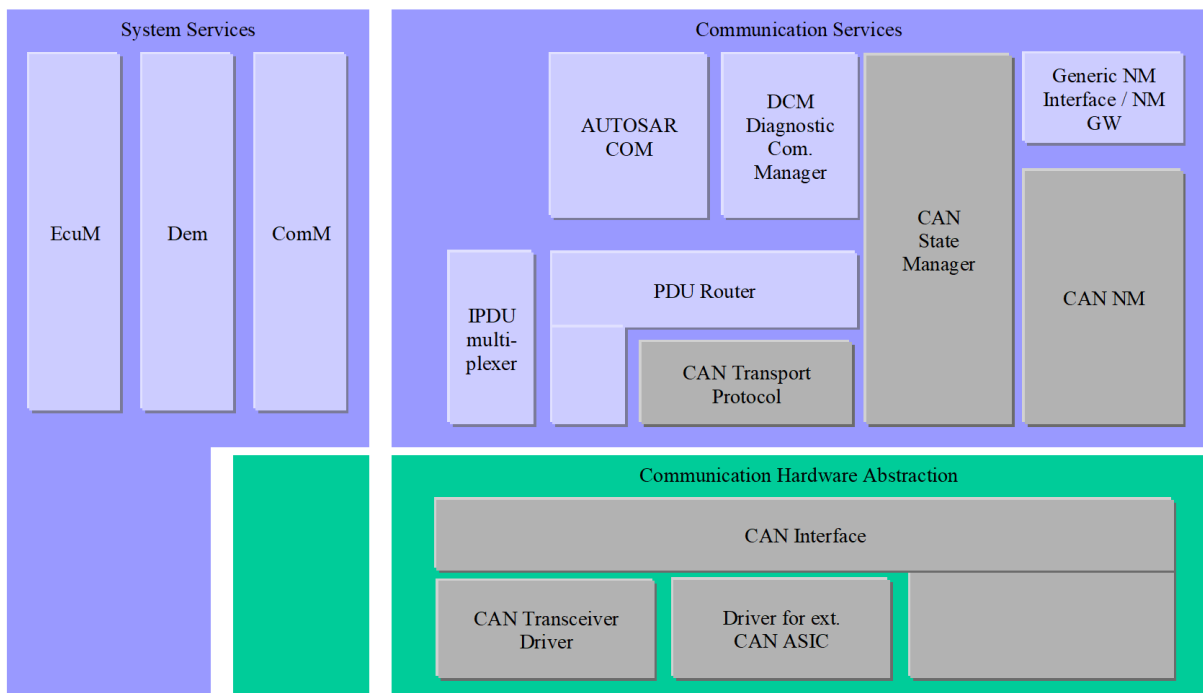 System Services
EcuM
Dem
ComM
Communication Services
AUTOSAR
COM
DCM
Diagnostic
Com.
Manager
CAN
State
Manager
Generic NM
Interface / NM
GW
CAN NM
IPDU
multi-
plexer
PDU Router
CAN Transport
Protocol
Communication Hardware Abstraction
CAN Interface
CAN Transceiver
Driver
Driver for ext.
CAN ASIC